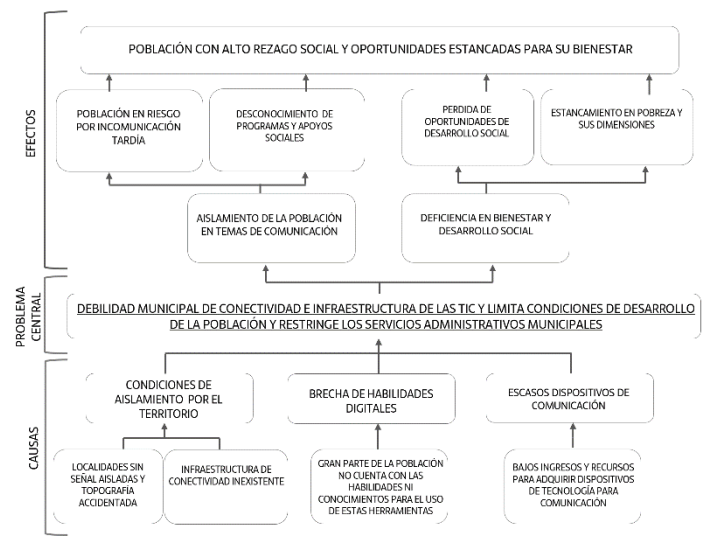 POBLACIÓN CON ALTO REZAGO SOCIAL Y OPORTUNIDADES ESTANCADAS PARA SU BIENESTAR
EFECTOS
POBLACIÓN EN RIESGO
POR INCOMUNICACIÓN
TARDÍA
DESCONOCIMIENTO DE
PROGRAMAS Y APOYOS
SOCIALES
PERDIDA DE
OPORTUNIDADES DE
DESARROLLO SOCIAL
ESTANCAMIENTO EN POBREZA Y
SUS DIMENSIONES
AISLAMIENTO DE LA POBLACIÓN
EN TEMAS DE COMUNICACIÓN
DEFICIENCIA EN BIENESTAR Y
DESARROLLO SOCIAL
PROBLEMA
CENTRAL
DEBILIDAD MUNICIPAL DE CONECTIVIDAD E INFRAESTRUCTURA DE LAS TIC Y LIMITA CONDICIONES DE DESARROLLO
DE LA POBLACIÓN Y RESTRINGE LOS SERVICIOS ADMINISTRATIVOS MUNICIPALES
CAUSAS
CONDICIONES DE
AISLAMIENTO POR EL
TERRITORIO
BRECHA DE HABILIDADES
DIGITALES
ESCASOS DISPOSITIVOS DE
COMUNICACIÓN
LOCALIDADES SIN
SEÑAL AISLADAS Y
TOPOGRAFÍA
ACCIDENTADA
INFRAESTRUCTURA DE
CONECTIVIDAD INEXISTENTE
GRAN PARTE DE LA POBLACIÓN
NO CUENTA CON LAS
HABILIDADES NI
CONOCIMIENTOS PARA EL USO
DE ESTAS HERRAMIENTAS
BAJOS INGRESOS Y RECURSOS
PARA ADQUIRIR DISPOSITIVOS
DE TECNOLOGÍA PARA
COMUNICACIÓN